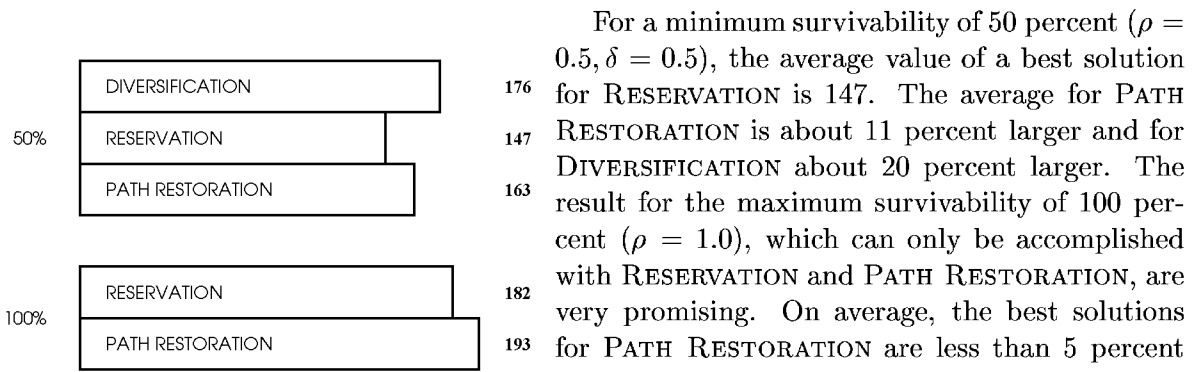 50%
DIVERSIFICATION 176
RESERVATION 147
PATH RESTORATION 163
100%
RESERVATION 182
PATH RESTORATION 193
For a minimum survivability of 50 percent (ρ =
0.5, δ = 0.5), the average value of a best solution
for RESERVATION is 147. The average for PATH
RESTORATION is about 11 percent larger and for
DIVERSIFICATION about 20 percent larger. The
result for the maximum survivability of 100 per-
cent (ρ = 1.0), which can only be accomplished
with RESERVATION and PATH RESTORATION, are
very promising. On average, the best solutions
for PATH RESTORATION are less than 5 percent